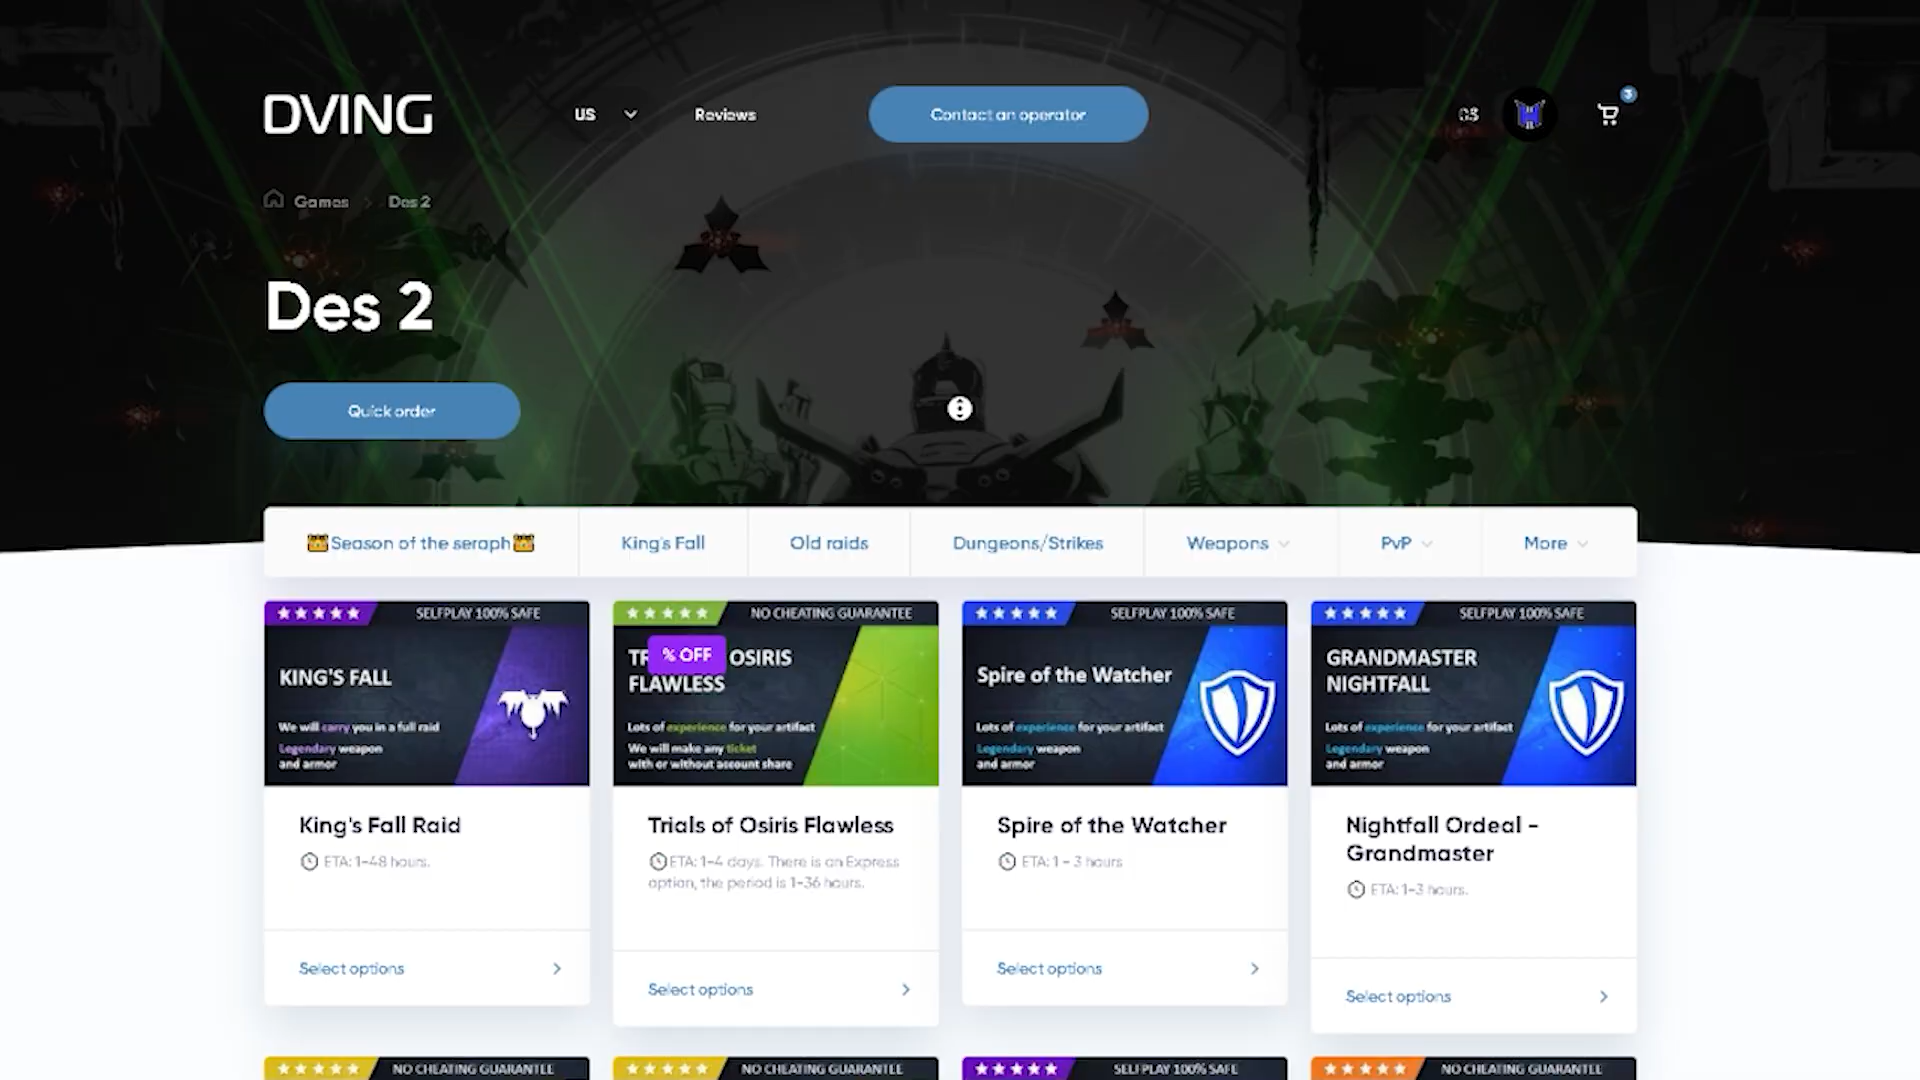 DVING
US
Reviews
Contact an operator
3
Games > Des 2
Des 2
Quick order
Season of the seraph
King's Fall
Old raids
Dungeons/Strikes
Weapons
PvP
More
SELFPLAY 100% SAFE
KING'S FALL
We will carry you in a full raid
Legendary weapon
and armor
King's Fall Raid
ETA: 1-48 hours.
Select options
NO CHEATING GUARANTEE
% OFF
OSIRIS
FLAWLESS
Lots of experience for your artifact
We will make any ticket
with or without account share
Trials of Osiris Flawless
ETA: 1-4 days. There is an Express
option, the period is 1-36 hours.
Select options
SELFPLAY 100% SAFE
Spire of the Watcher
Lots of experience for your artifact
Legendary weapon
and armor
Spire of the Watcher
ETA: 1 - 3 hours
Select options
SELFPLAY 100% SAFE
GRANDMASTER
NIGHTFALL
Lots of experience for your artifact
Legendary weapon
and armor
Nightfall Ordeal -
Grandmaster
ETA: 1-3 hours.
Select options
NO CHEATING GUARANTEE
NO CHEATING GUARANTEE
SELFPLAY 100% SAFE
NO CHEATING GUARANTEE